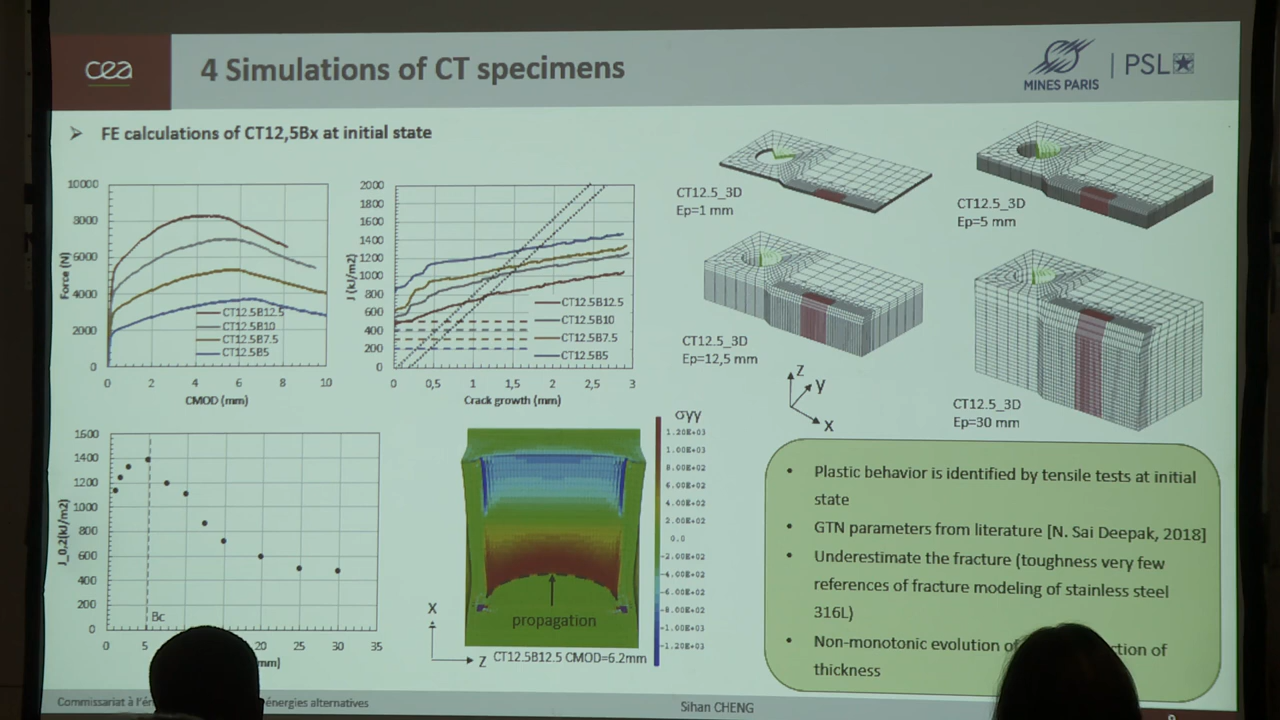 cea
4 Simulations of CT specimens
MINES PARIS
PSL
➢ FE calculations of CT12,5Bx at initial state
10000
8000
6000
4000
2000
0
Force (N)
0 2 4 6 8 10
CMOD (mm)
CT12.5B12.5
CT12.5B10
CT12.5B7.5
CT12.5B5
2000
1800
1600
1400
1200
1000
800
600
400
200
0
J (kJ/m2)
0 0,5 1 1,5 2 2,5 3
Crack growth (mm)
CT12.5B12.5
CT12.5B10
CT12.5B7.5
CT12.5B5
CT12.5_3D
Ep=1 mm
CT12.5_3D
Ep=5 mm
CT12.5_3D
Ep=12,5 mm
CT12.5_3D
Ep=30 mm
Z
y
X
1600
1400
1200
1000
800
600
400
200
0
J_0,2(kJ/m2)
Bc
0 5 20 25 30 35
mm]
σyy
1.20E+03
1.00E+03
8.00E+02
6.00E+02
4.00E+02
2.00E+02
0.0
-2.00E+02
-4.00E+02
-6.00E+02
-8.00E+02
-1.00E+03
-1.20E+03
propagation
X
Z
CT12.5B12.5 CMOD=6.2mm
• Plastic behavior is identified by tensile tests at initial
state
• GTN parameters from literature [N. Sai Deepak, 2018]
• Underestimate the fracture (toughness very few
references of fracture modeling of stainless steel
316L)
• Non-monotonic evolution of ction of
thickness
Commissariat à l'én énergies alternatives
Sihan CHENG